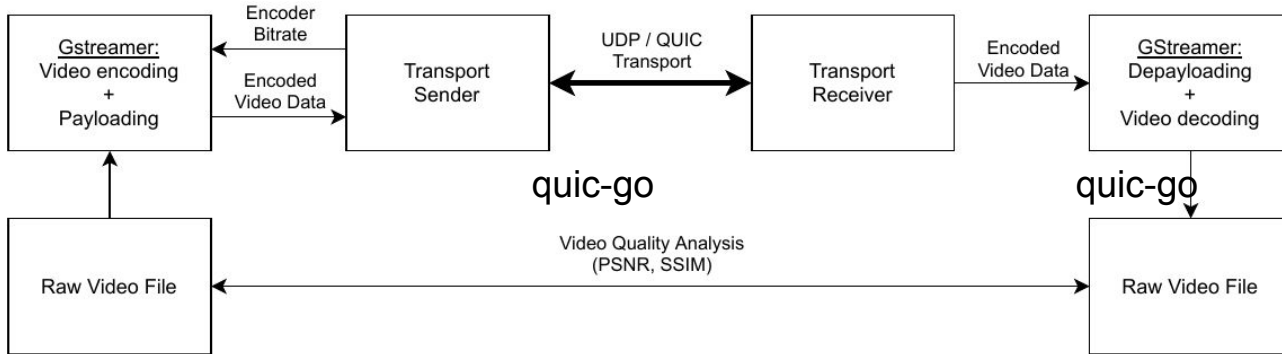 Gstreamer:
Video encoding
+
Payloading
Encoder
Bitrate
Encoded
Video Data
Transport
Sender
UDP / QUIC
Transport
Transport
Receiver
Encoded
Video Data
GStreamer:
Depayloading
+
Video decoding
quic-go
quic-go
Raw Video File
Video Quality Analysis
(PSNR, SSIM)
Raw Video File